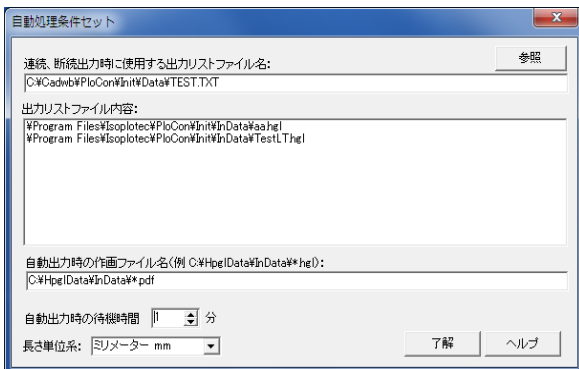 自動処理条件セット
参照
連続、断続出力時に使用する出力リストファイル名:
C:¥Cadwb¥PloCon¥Init¥Data¥TEST.TXT
出力リストファイル内容:
¥Program Files¥Isoplotec¥PloCon¥Init¥InData¥aa.hgl
¥Program Files¥Isoplotec¥PloCon¥Init¥InData¥TestLT.hgl
自動出力時の作画ファイル名(例 C:¥HpglData¥InData¥*.hgl):
C:¥HpglData¥InData¥*.pdf
自動出力時の待機時間 1 分
長さ単位系: ミリメーター mm
了解 ヘルプ